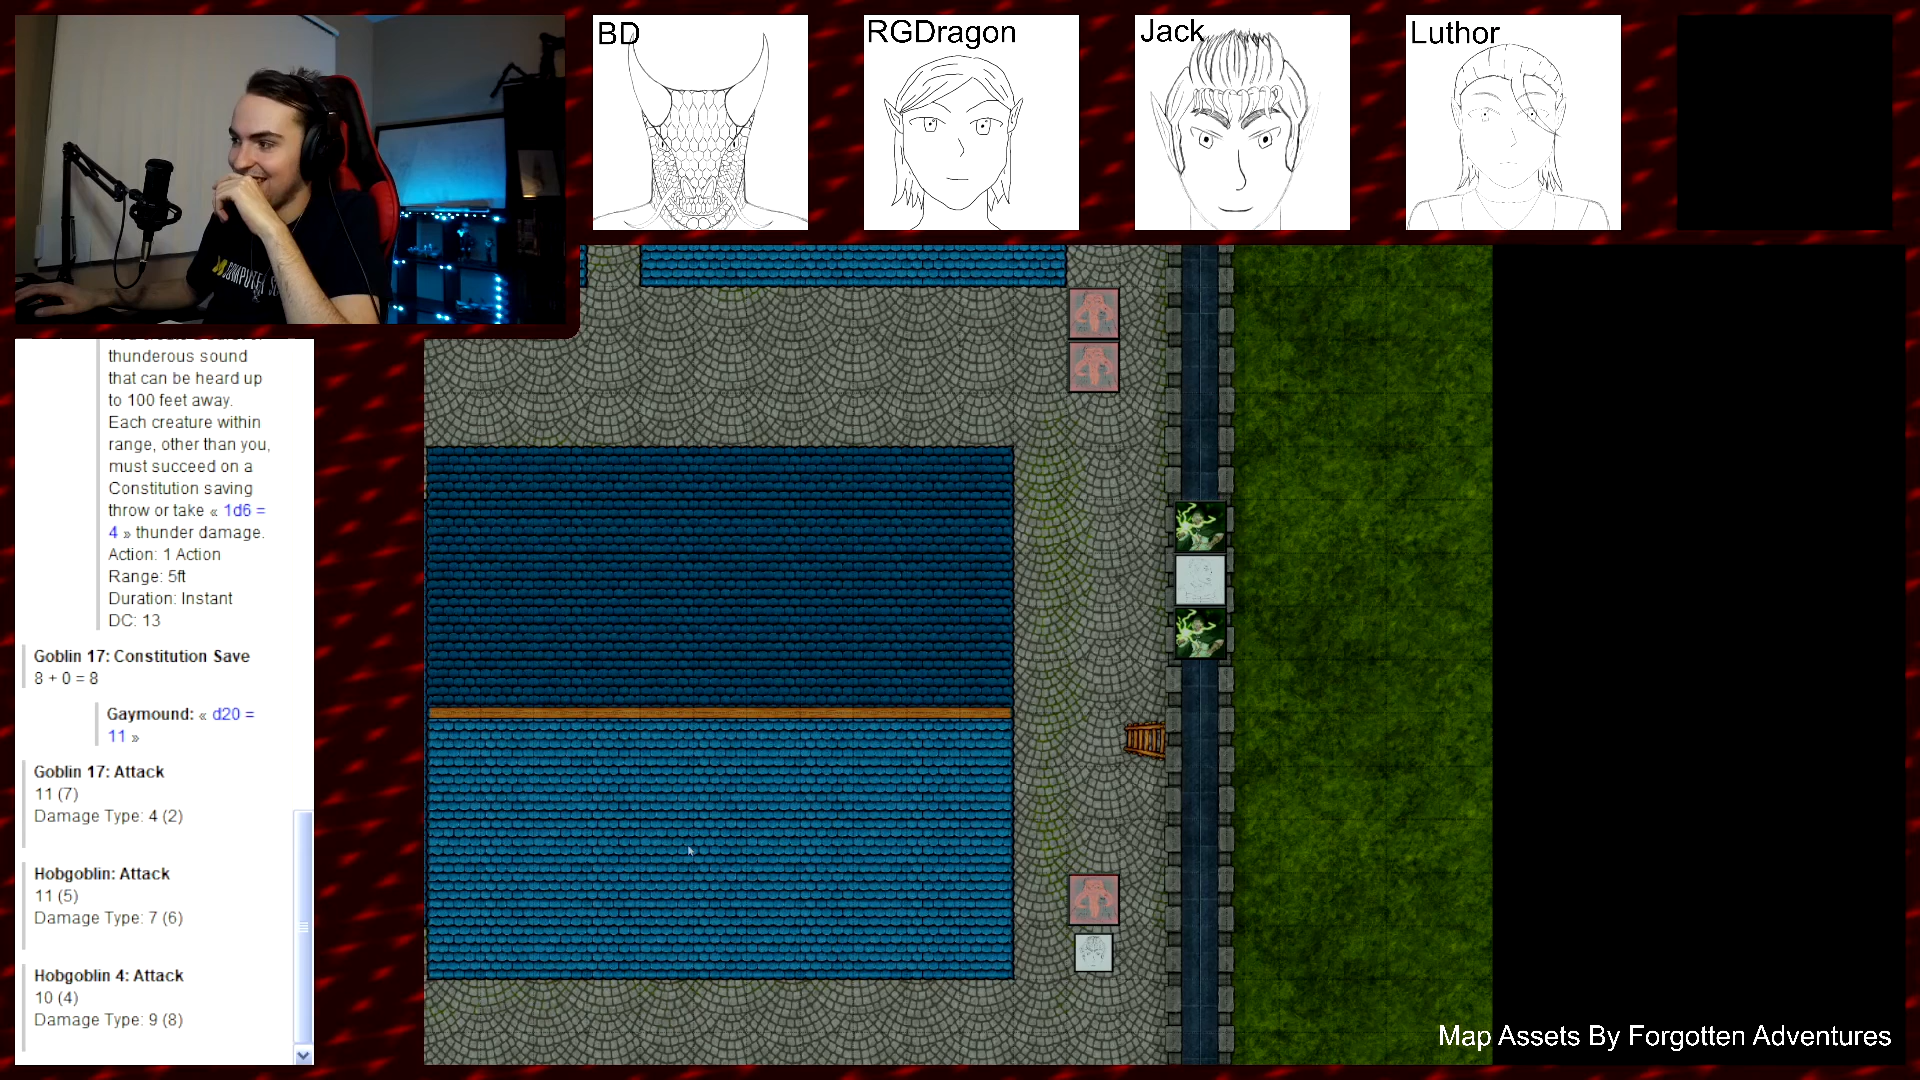 BD
RGDragon
Jack
Luthor
thunderous sound
that can be heard up
to 100 feet away.
Each creature within
range, other than you,
must succeed on a
Constitution saving
throw or take « 1d6 =
4 » thunder damage.
Action: 1 Action
Range: 5ft
Duration: Instant
DC: 13
Goblin 17: Constitution Save
8 + 0 = 8
Gaymound: « d20 =
11 »
Goblin 17: Attack
11 (7)
Damage Type: 4 (2)
Hobgoblin: Attack
11 (5)
Damage Type: 7 (6)
Hobgoblin 4: Attack
10 (4)
Damage Type: 9 (8)
Map Assets By Forgotten Adventures